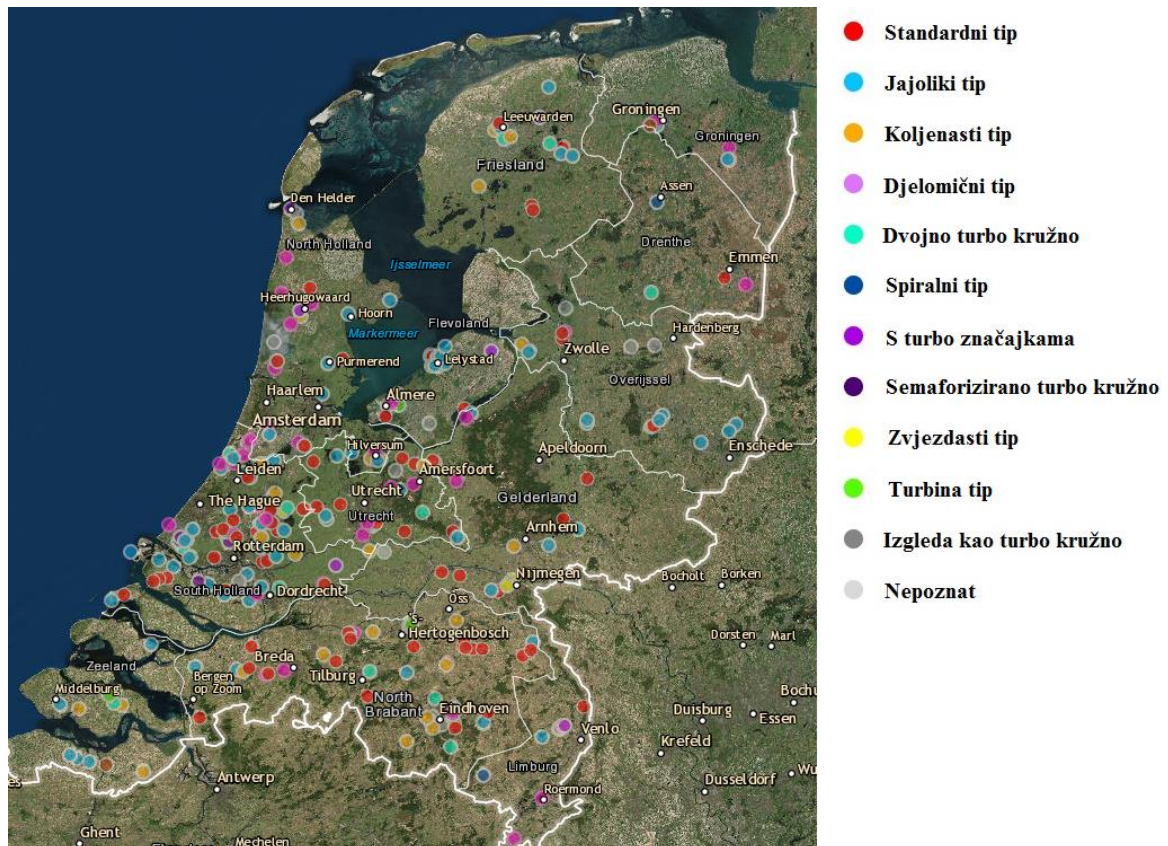 Standardni tip
Jajoliki tip
Koljenasti tip
Djelomični tip
Dvojno turbo kružno
Spiralni tip
S turbo značajkama
Semaforizirano turbo kružno
Zvjezdasti tip
Turbina tip
Izgleda kao turbo kružno
Nepoznat
Leeuwarden
Groningen
Groningen
Friesland
Assen
Den Helder
North Holland
Drenthe
Ijsselmeer
Emmen
Heerhugowaard
Hoorn
Flevoland
Markermeer
Hardenberg
Purmerend
Lelystad
Zwolle
Overijssel
Haarlem
Almere
Amsterdam
Hilversum
Apeldoorn
Enschede
Leiden
Amersfoort
The Hague
Utrecht
Utrecht
Gelderland
Rotterdam
Arnhem
South Holland
Dordrecht
Nijmegen
Bocholt
Borken
Oss
's-
Hertogenbosch
Dorsten
Marl
Zeeland
Breda
Tilburg
Bergen
op Zoom
Middelburg
North
Brabant
Eindhoven
Duisburg
Bochu
Essen
Venlo
Krefeld
Limburg
Antwerp
Roermond
Dusseldorf
Wu
es
Ghent
Mechelen